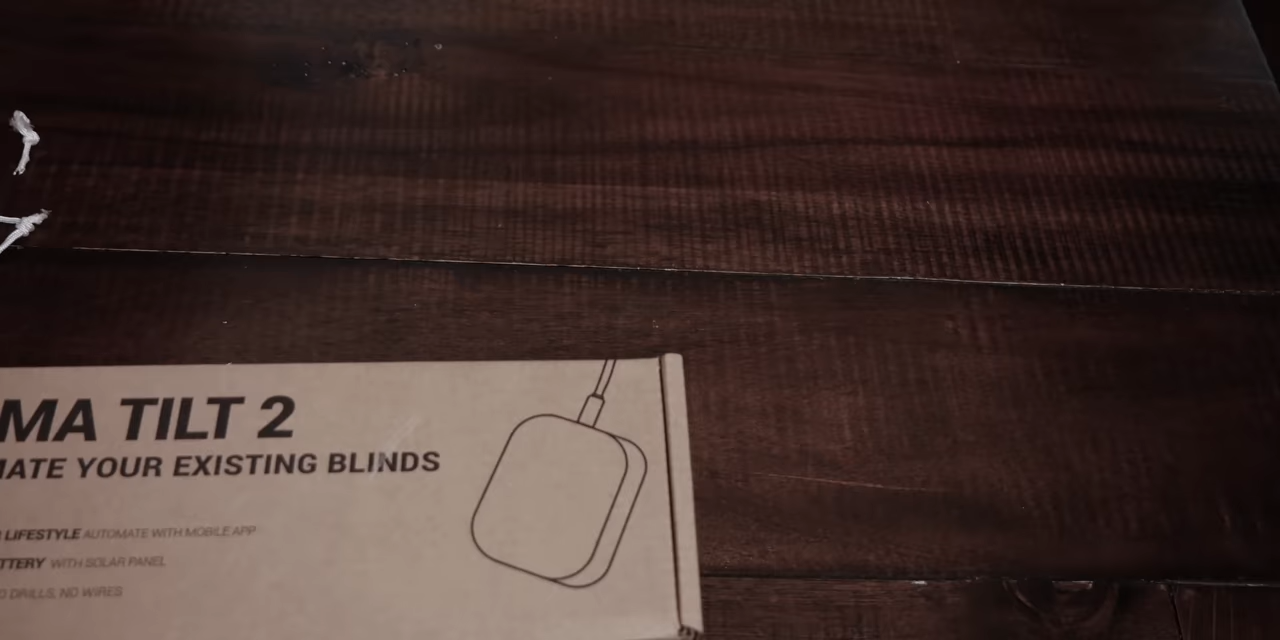 MA TILT 2
MATE YOUR EXISTING BLINDS
LIFESTYLE AUTOMATE WITH MOBILE APP
TTERY WITH SOLAR PANEL
DRILLS, NO WIRES